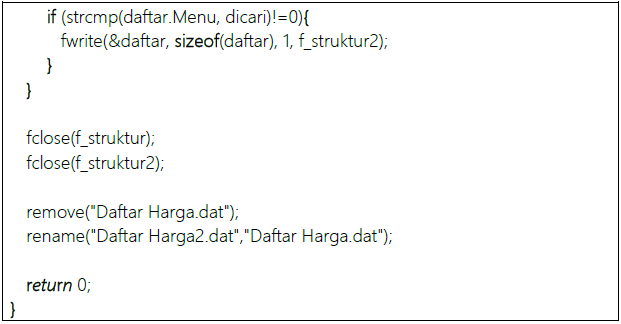 if (strcmp(daftar.Menu, dicari)!=0){
fwrite(&daftar, sizeof(daftar), 1, f_struktur2);
}
}
fclose(f_struktur);
fclose(f_struktur2);
remove("Daftar Harga.dat");
rename("Daftar Harga2.dat","Daftar Harga.dat");
return 0;
}